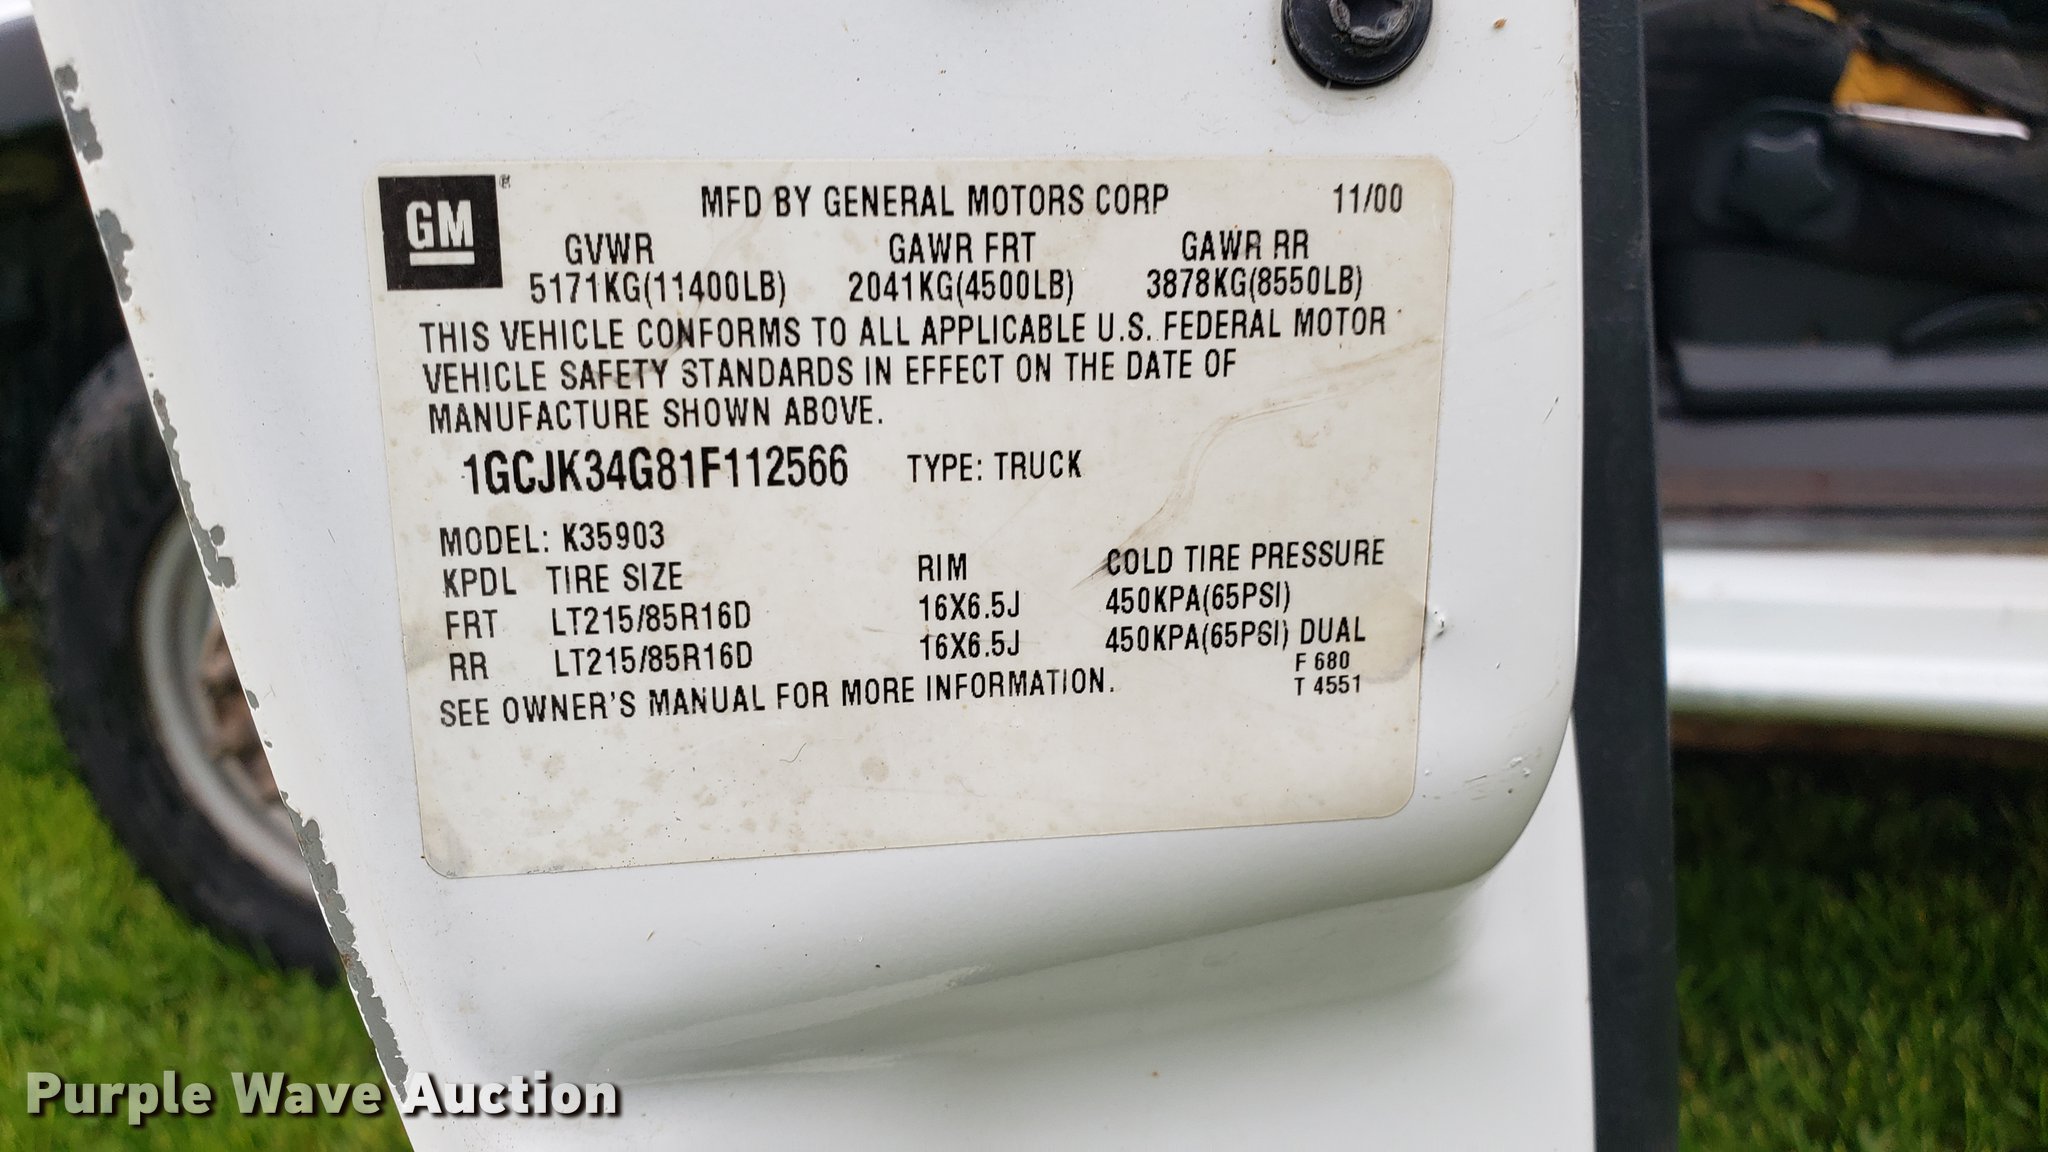 GM®
MFD BY GENERAL MOTORS CORP 11/00
GVWR GAWR FRT GAWR RR
5171KG(11400LB) 2041KG(4500LB) 3878KG(8550LB)
THIS VEHICLE CONFORMS TO ALL APPLICABLE U.S. FEDERAL MOTOR
VEHICLE SAFETY STANDARDS IN EFFECT ON THE DATE OF
MANUFACTURE SHOWN ABOVE.
1GCJK34G81F112566 TYPE: TRUCK
MODEL: K35903
KPDL TIRE SIZE RIM COLD TIRE PRESSURE
FRT LT215/85R16D 16X6.5J 450KPA(65PSI)
RR LT215/85R16D 16X6.5J 450KPA(65PSI) DUAL
F 680
SEE OWNER'S MANUAL FOR MORE INFORMATION. T 4551
Purple Wave Auction